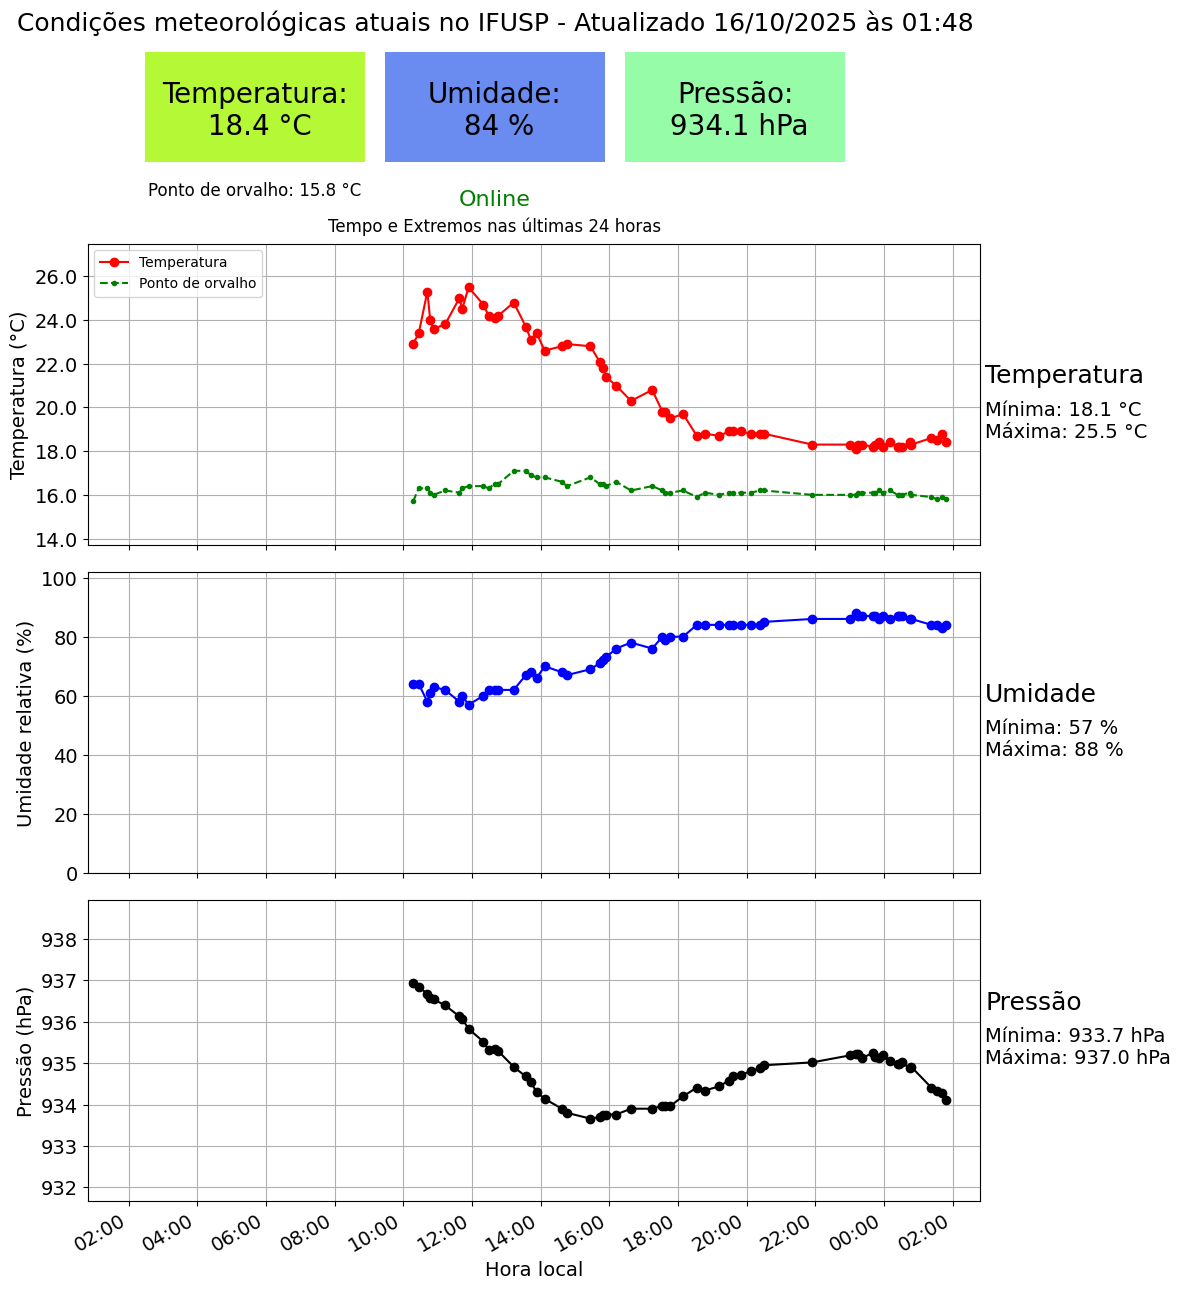 Condições meteorológicas atuais no IFUSP - Atualizado 16/10/2025 às 01:48
Temperatura:
18.4 °C
Umidade:
84 %
Pressão:
934.1 hPa
Ponto de orvalho: 15.8 °C
Online
Tempo e Extremos nas últimas 24 horas
Temperatura
Ponto de orvalho
Temperatura (°C)
26.0
24.0
22.0
20.0
18.0
16.0
14.0
Temperatura
Mínima: 18.1 °C
Máxima: 25.5 °C
Umidade relativa (%)
100
80
60
40
20
0
Umidade
Mínima: 57 %
Máxima: 88 %
Pressão (hPa)
938
937
936
935
934
933
932
Pressão
Mínima: 933.7 hPa
Máxima: 937.0 hPa
02:00 04:00 06:00 08:00 10:00 12:00 14:00 16:00 18:00 20:00 22:00 00:00 02:00
Hora local